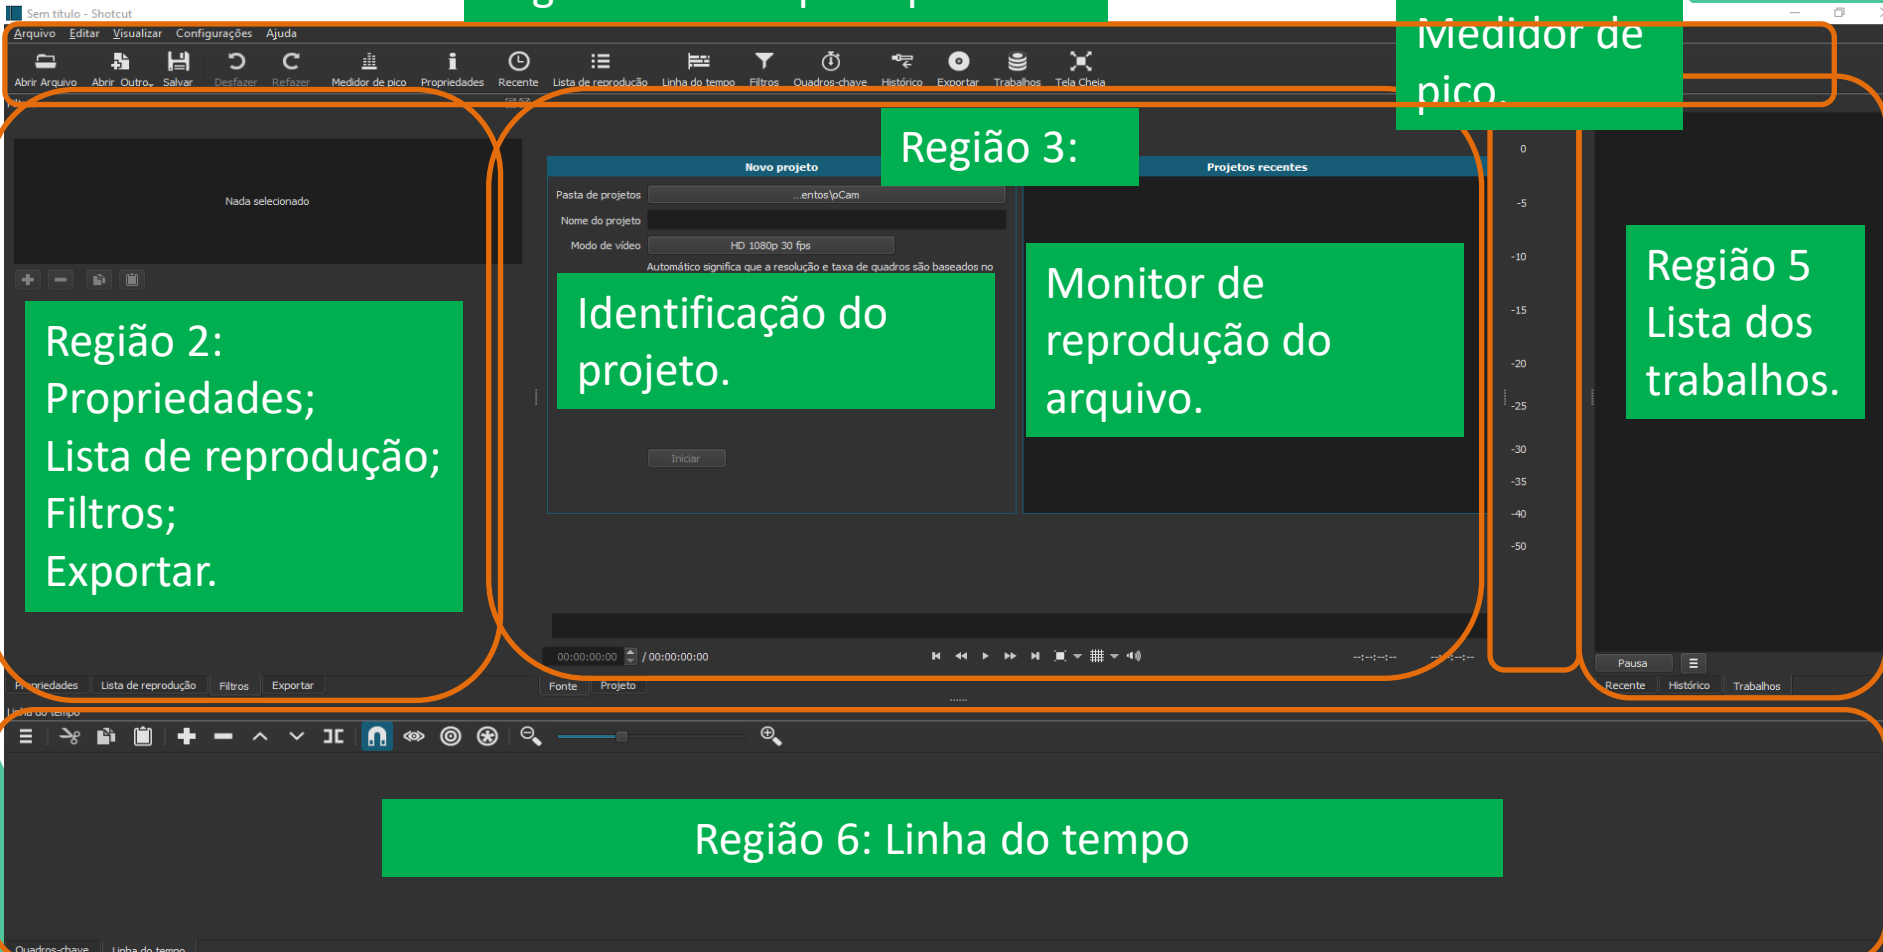 Sem título - Shotcut
Arquivo Editar Visualizar Configurações Ajuda
Medidor de
pico.
Abrir Arquivo Abrir Outro Salvar Desfazer Refazer Medidor de pico Propriedades Recente Lista de reprodução Linha do tempo Filtros Quadros-chave Histórico Exportar Trabalhos Tela Cheia
Nada selecionado
Região 2:
Propriedades;
Lista de reprodução;
Filtros;
Exportar.
Propriedades Lista de reprodução Filtros Exportar
Região 3:
Novo projeto
Projetos recentes
Pasta de projetos ...entos\oCam
Nome do projeto
Modo de vídeo HD 1080p 30 fps
Automático significa que a resolução e taxa de quadros são baseados no
Identificação do
projeto.
Monitor de
reprodução do
arquivo.
Iniciar
00:00:00:00 / 00:00:00:00
--:--:--:-- --:--:--:--
Fonte Projeto
0
-5
-10
-15
-20
-25
-30
-35
-40
-50
Região 5
Lista dos
trabalhos.
Pausa
Recente Histórico Trabalhos
Linha do tempo
Região 6: Linha do tempo
Quadros-chave Linha do tempo